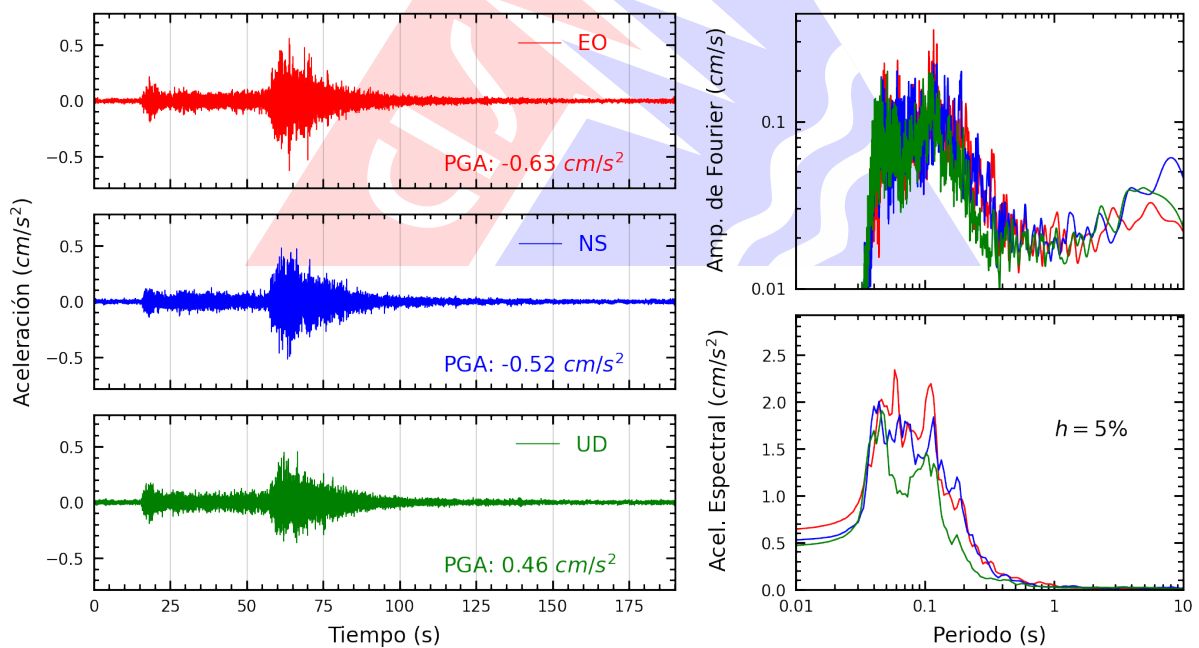 Aceleración (cm/s²)
0.5
0.0
−0.5
EO
PGA: -0.63 cm/s²
0.5
0.0
−0.5
NS
PGA: -0.52 cm/s²
0.5
0.0
−0.5
UD
PGA: 0.46 cm/s²
0 25 50 75 100 125 150 175
Tiempo (s)
Amp. de Fourier (cm/s)
0.1
0.01
Acel. Espectral (cm/s²)
2.5
2.0
1.5
1.0
0.5
0.0
h = 5%
0.01 0.1 1 10
Periodo (s)